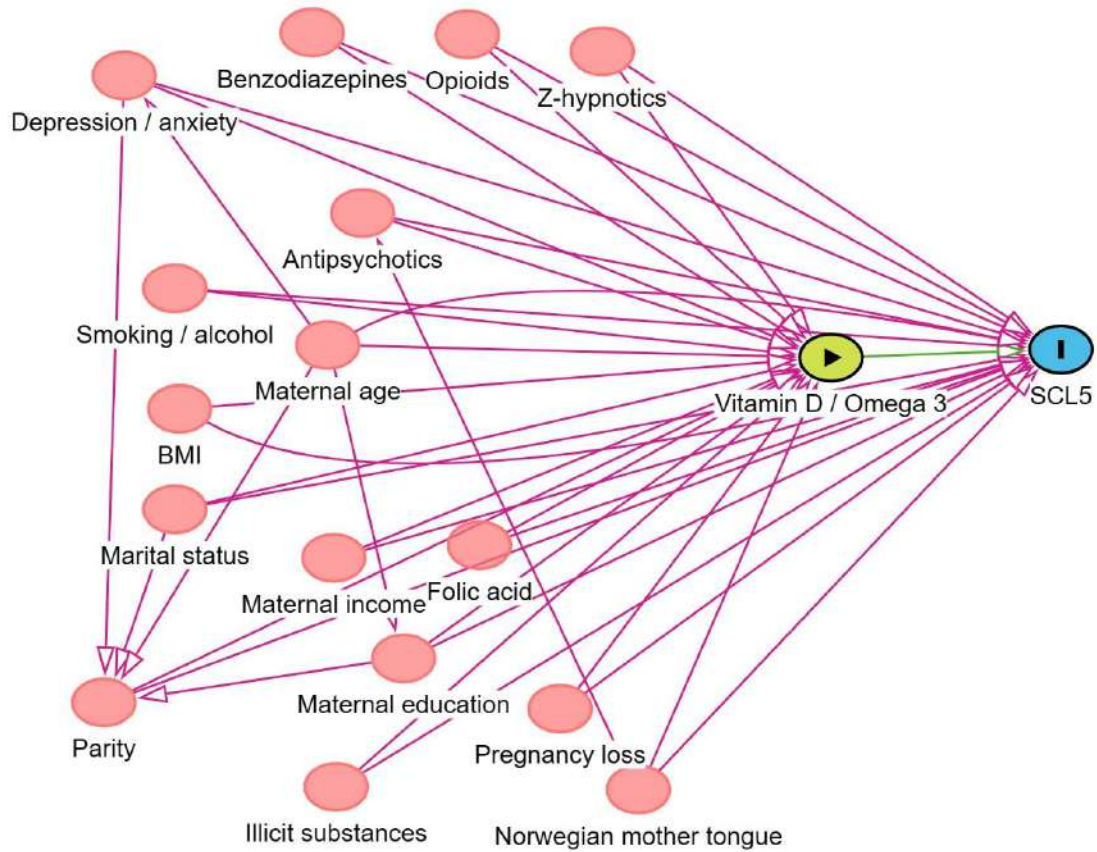 Benzodiazepines
Opioids
Z-hypnotics
Depression / anxiety
Antipsychotics
Smoking / alcohol
Maternal age
Vitamin D / Omega 3
SCL5
BMI
Marital status
Maternal income
Folic acid
Maternal education
Parity
Pregnancy loss
Illicit substances
Norwegian mother tongue